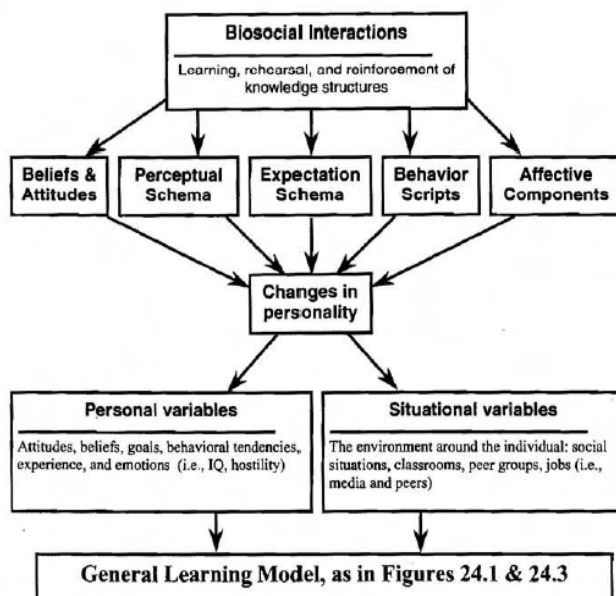 Biosocial Interactions
Learning, rehearsal, and reinforcement of
knowledge structures
Beliefs &
Attitudes
Perceptual
Schema
Expectation
Schema
Behavior
Scripts
Affective
Components
Changes in
personality
Personal variables
Attitudes, beliefs, goals, behavioral tendencies,
experience, and emotions (i.e., IQ, hostility)
Situational variables
The environment around the individual: social
situations, classrooms, peer groups, jobs (i.e.,
media and peers)
General Learning Model, as in Figures 24.1 & 24.3